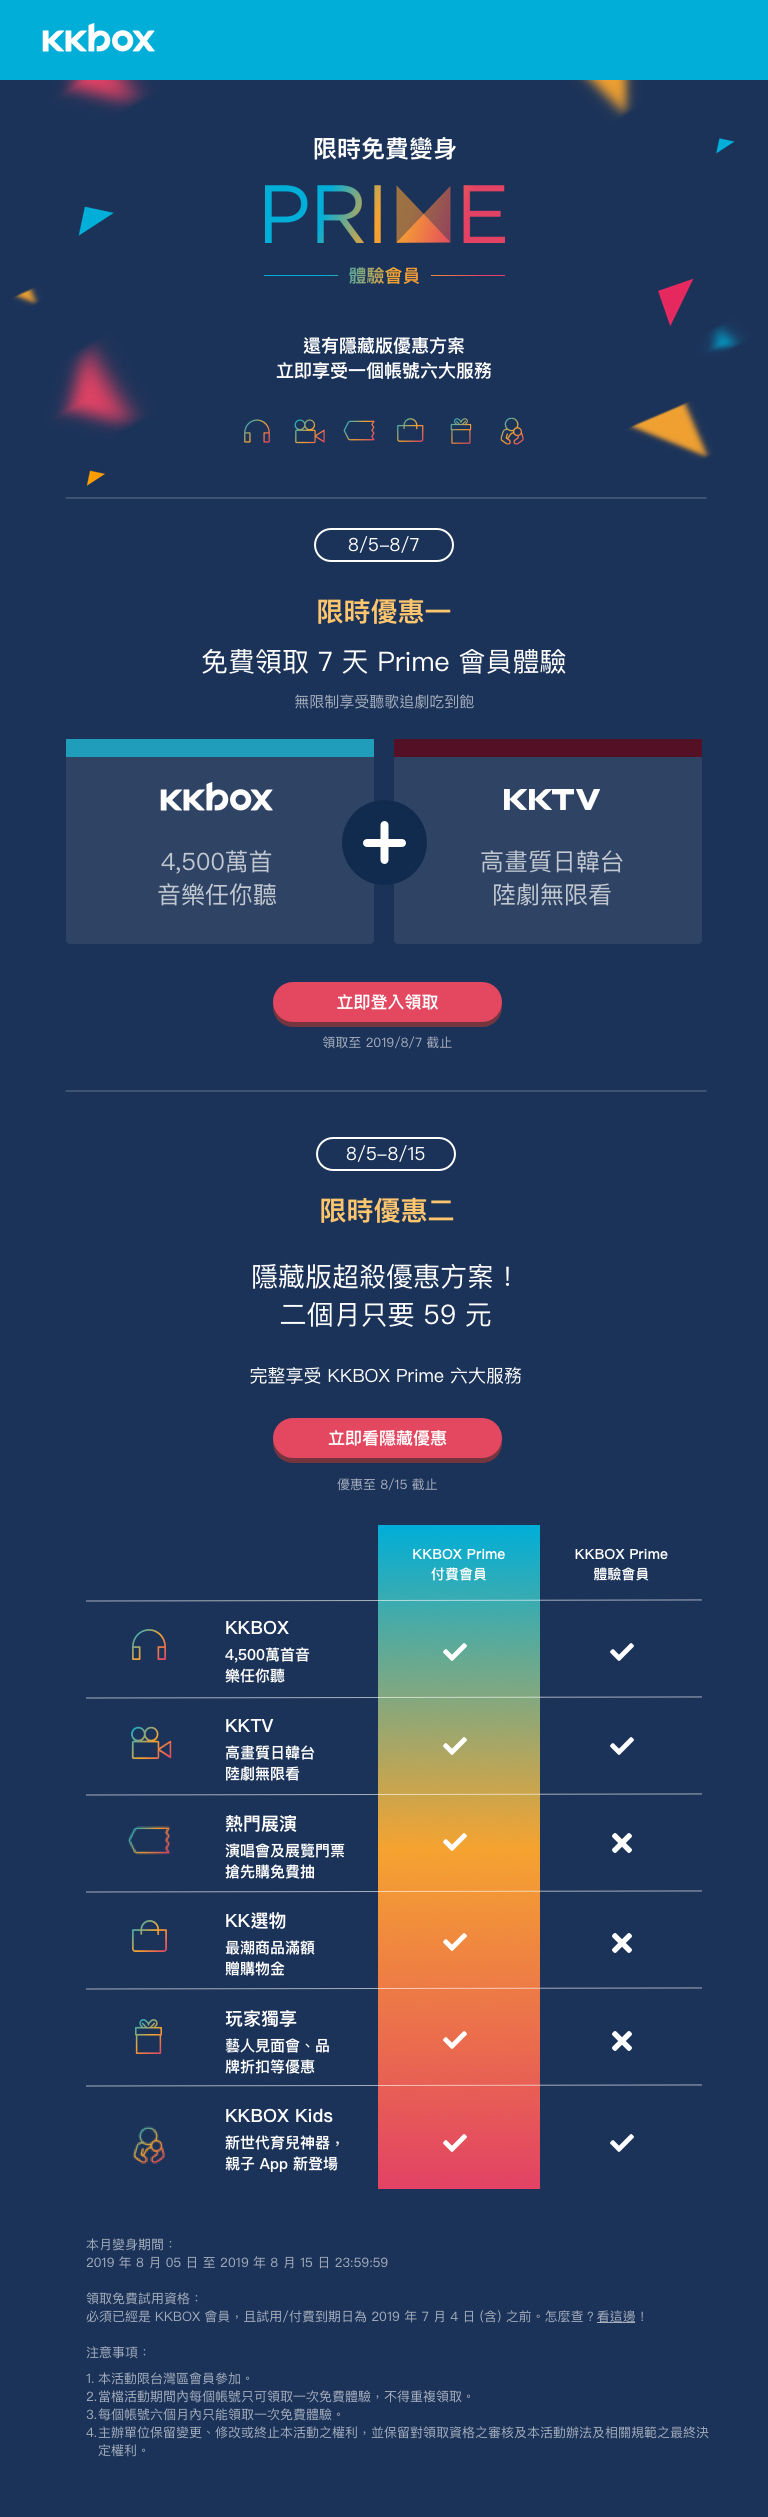 KKBOX
限時免費變身
PRIME
體驗會員
還有隱藏版優惠方案
立即享受一個帳號六大服務
8/5–8/7
限時優惠一
免費領取 7 天 Prime 會員體驗
無限制享受聽歌追劇吃到飽
KKBOX
4,500萬首
音樂任你聽
KKTV
高畫質日韓台
陸劇無限看
立即登入領取
領取至 2019/8/7 截止
8/5–8/15
限時優惠二
隱藏版超殺優惠方案！
二個月只要 59 元
完整享受 KKBOX Prime 六大服務
立即看隱藏優惠
優惠至 8/15 截止
KKBOX Prime
付費會員
KKBOX Prime
體驗會員
KKBOX
4,500萬首音
樂任你聽
KKTV
高畫質日韓台
陸劇無限看
熱門展演
演唱會及展覽門票
搶先購免費抽
KK選物
最潮商品滿額
贈購物金
玩家獨享
藝人見面會、品
牌折扣等優惠
KKBOX Kids
新世代育兒神器，
親子 App 新登場
本月變身期間：
2019 年 8 月 05 日 至 2019 年 8 月 15 日 23:59:59
領取免費試用資格：
必須已經是 KKBOX 會員，且試用/付費到期日為 2019 年 7 月 4 日 (含) 之前。怎麼查？看這邊！
注意事項：
1. 本活動限台灣區會員參加。
2.當檔活動期間內每個帳號只可領取一次免費體驗，不得重複領取。
3.每個帳號六個月內只能領取一次免費體驗。
4.主辦單位保留變更、修改或終止本活動之權利，並保留對領取資格之審核及本活動辦法及相關規範之最終決
定權利。